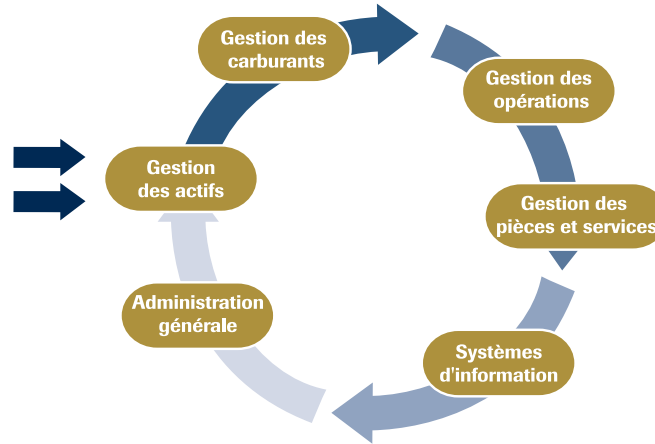 Gestion des
carburants
Gestion des
opérations
Gestion des
pièces et services
Systèmes
d'information
Administration
générale
Gestion
des actifs